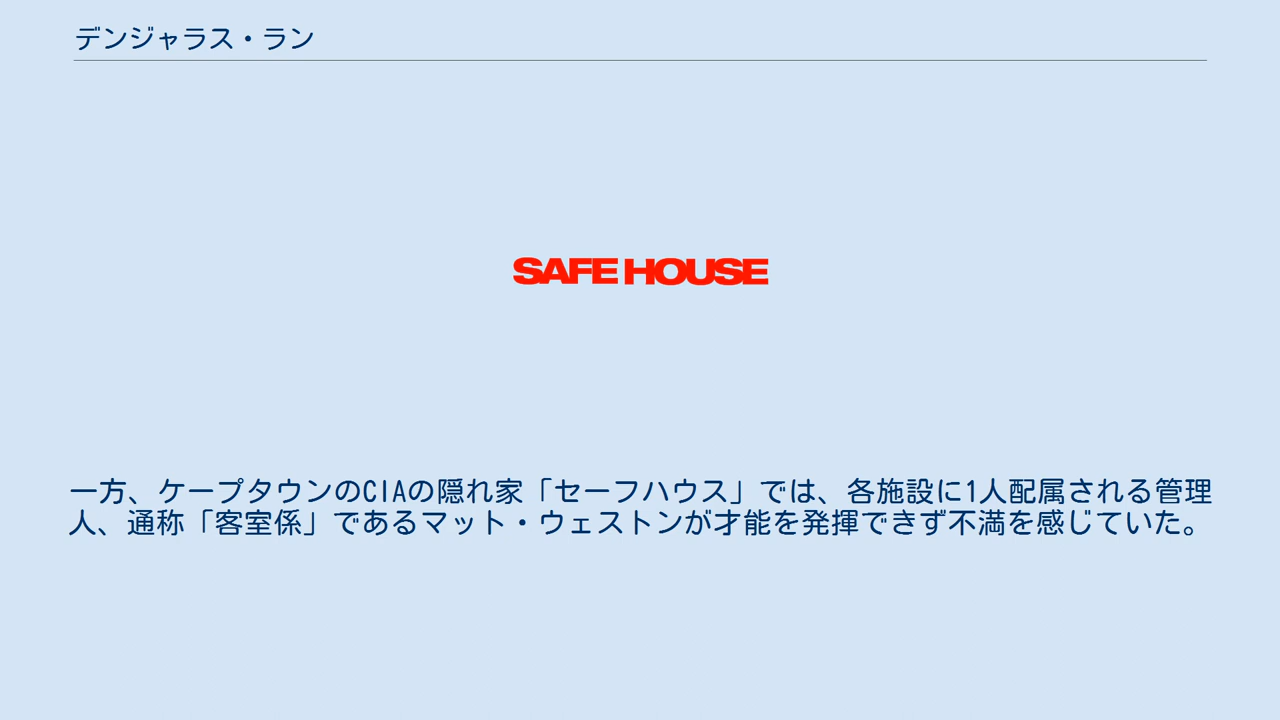 デンジャラス・ラン
SAFE HOUSE
一方、ケープタウンのCIAの隠れ家「セーフハウス」では、各施設に1人配属される管理
人、通称「客室係」であるマット・ウェストンが才能を発揮できず不満を感じていた。